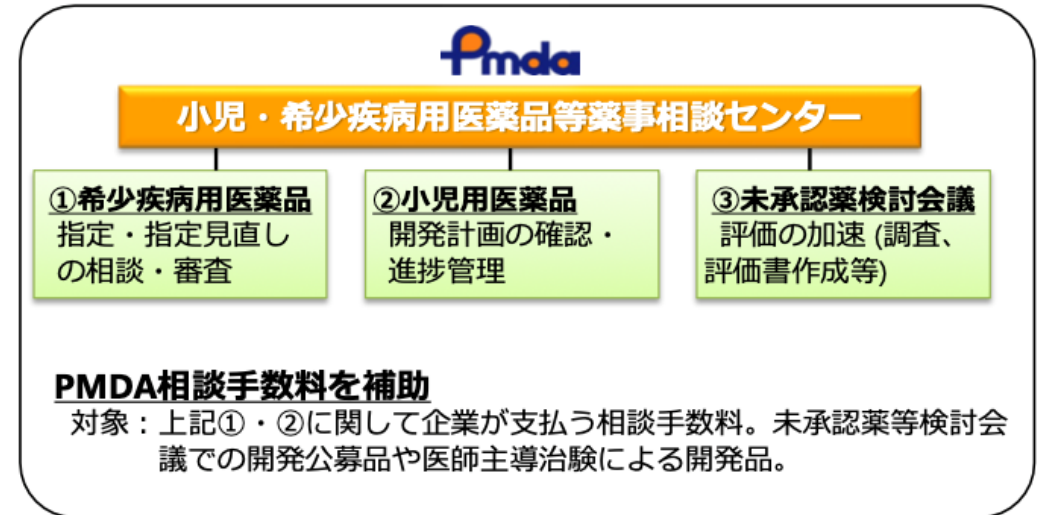 Pmda
小児・希少疾病用医薬品等薬事相談センター
①希少疾病用医薬品
指定・指定見直し
の相談・審査
②小児用医薬品
開発計画の確認・
進捗管理
③未承認薬検討会議
評価の加速 (調査、
評価書作成等)
PMDA相談手数料を補助
対象：上記①・②に関して企業が支払う相談手数料。未承認薬等検討会
議での開発公募品や医師主導治験による開発品。